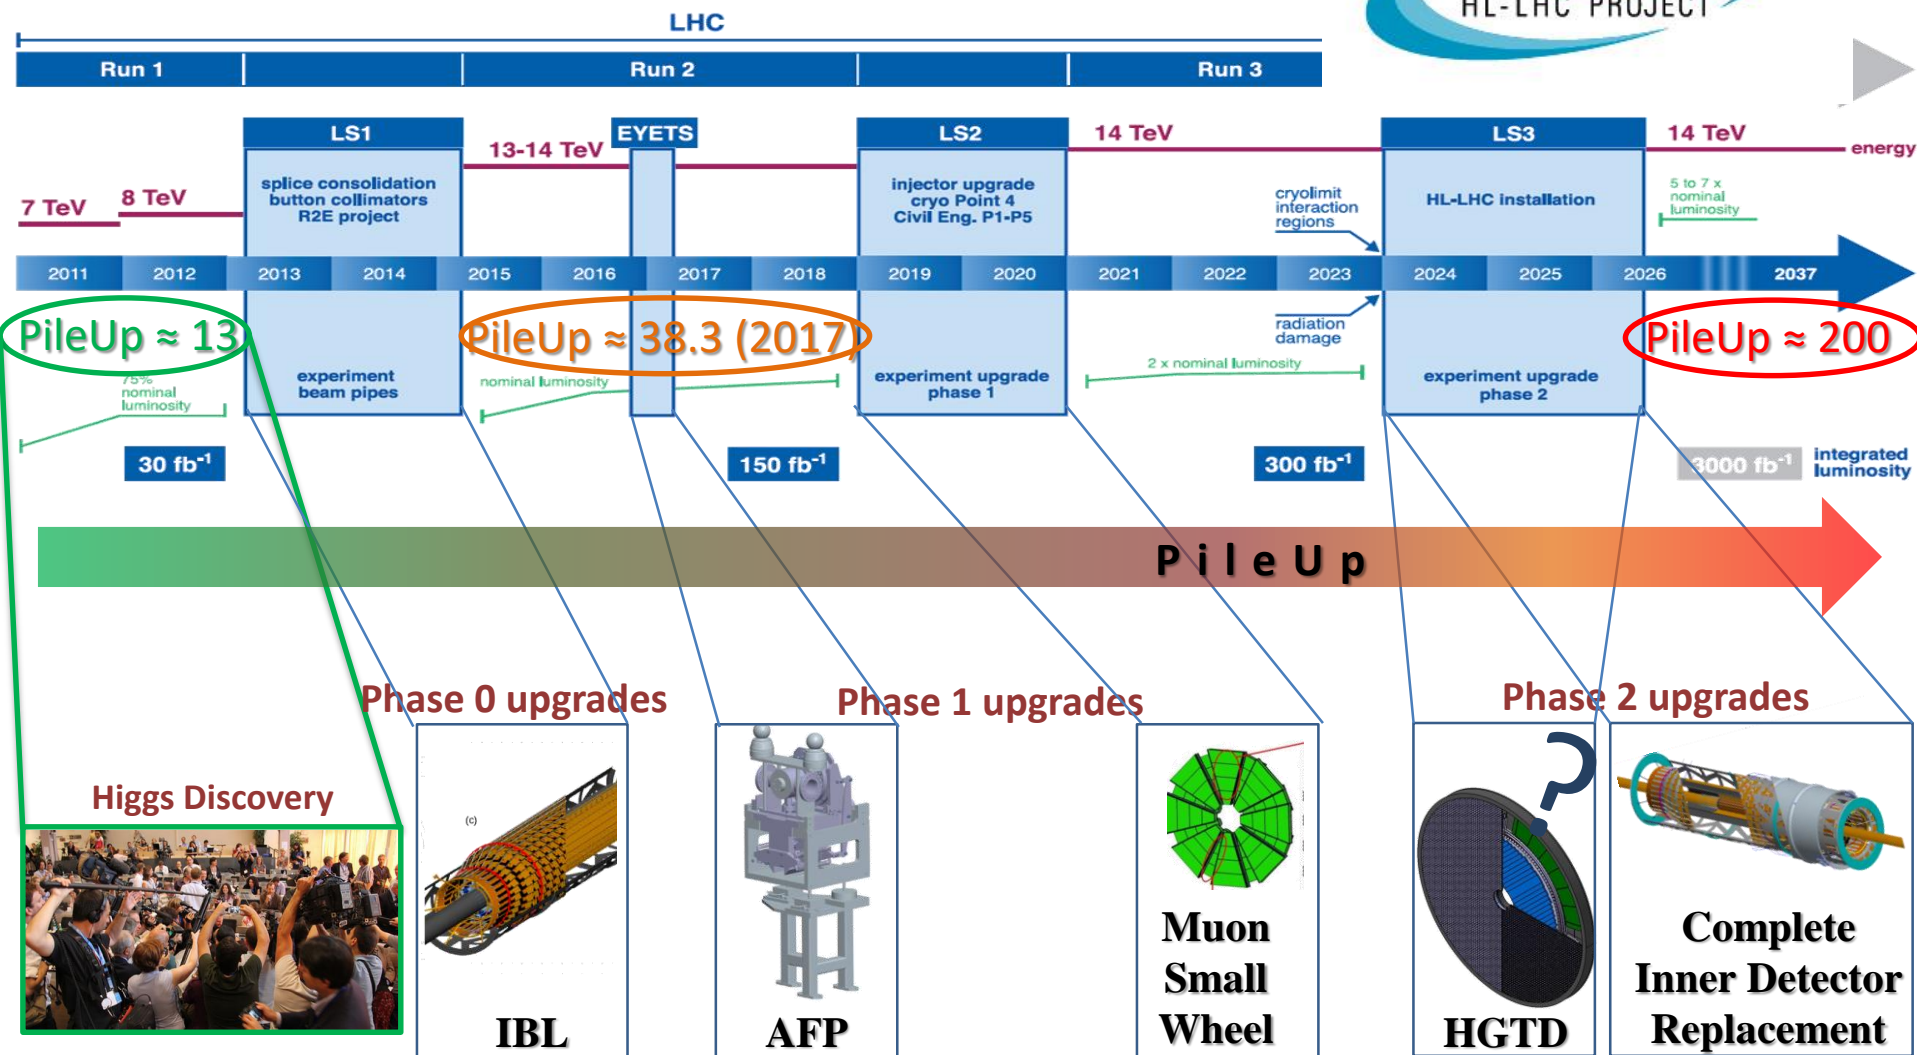 HL-LHC PROJECT
LHC
Run 1
Run 2
Run 3
LS1
EYETS
LS2
14 TeV
LS3
14 TeV
energy
13-14 TeV
7 TeV
8 TeV
splice consolidation
button collimators
R2E project
injector upgrade
cryo Point 4
Civil Eng. P1-P5
cryolimit
interaction
regions
HL-LHC installation
5 to 7 x
nominal
luminosity
2011
2012
2013
2014
2015
2016
2017
2018
2019
2020
2021
2022
2023
2024
2025
2026
2037
PileUp ≈ 13
PileUp ≈ 38.3 (2017)
PileUp ≈ 200
radiation
damage
75%
nominal
luminosity
experiment
beam pipes
nominal luminosity
experiment upgrade
phase 1
2 x nominal luminosity
experiment upgrade
phase 2
30 fb⁻¹
150 fb⁻¹
300 fb⁻¹
3000 fb⁻¹
integrated
luminosity
PileUp
Phase 0 upgrades
Phase 1 upgrades
Phase 2 upgrades
Higgs Discovery
(c)
?
IBL
AFP
Muon
Small
Wheel
HGTD
Complete
Inner Detector
Replacement